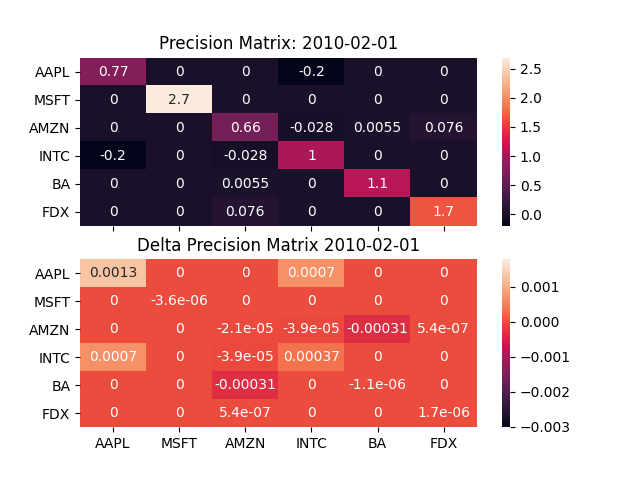 Precision Matrix: 2010-02-01
AAPL 0.77 0 0 -0.2 0 0
MSFT 0 2.7 0 0 0 0
AMZN 0 0 0.66 -0.028 0.0055 0.076
INTC -0.2 0 -0.028 1 0 0
BA 0 0 0.0055 0 1.1 0
FDX 0 0 0.076 0 0 1.7
2.5
2.0
1.5
1.0
0.5
0.0
Delta Precision Matrix 2010-02-01
AAPL 0.0013 0 0 0.0007 0 0
MSFT 0 -3.6e-06 0 0 0 0
AMZN 0 0 -2.1e-05 -3.9e-05 -0.00031 5.4e-07
INTC 0.0007 0 -3.9e-05 0.00037 0 0
BA 0 0 -0.00031 0 -1.1e-06 0
FDX 0 0 5.4e-07 0 0 1.7e-06
AAPL MSFT AMZN INTC BA FDX
0.001
0.000
−0.001
−0.002
−0.003